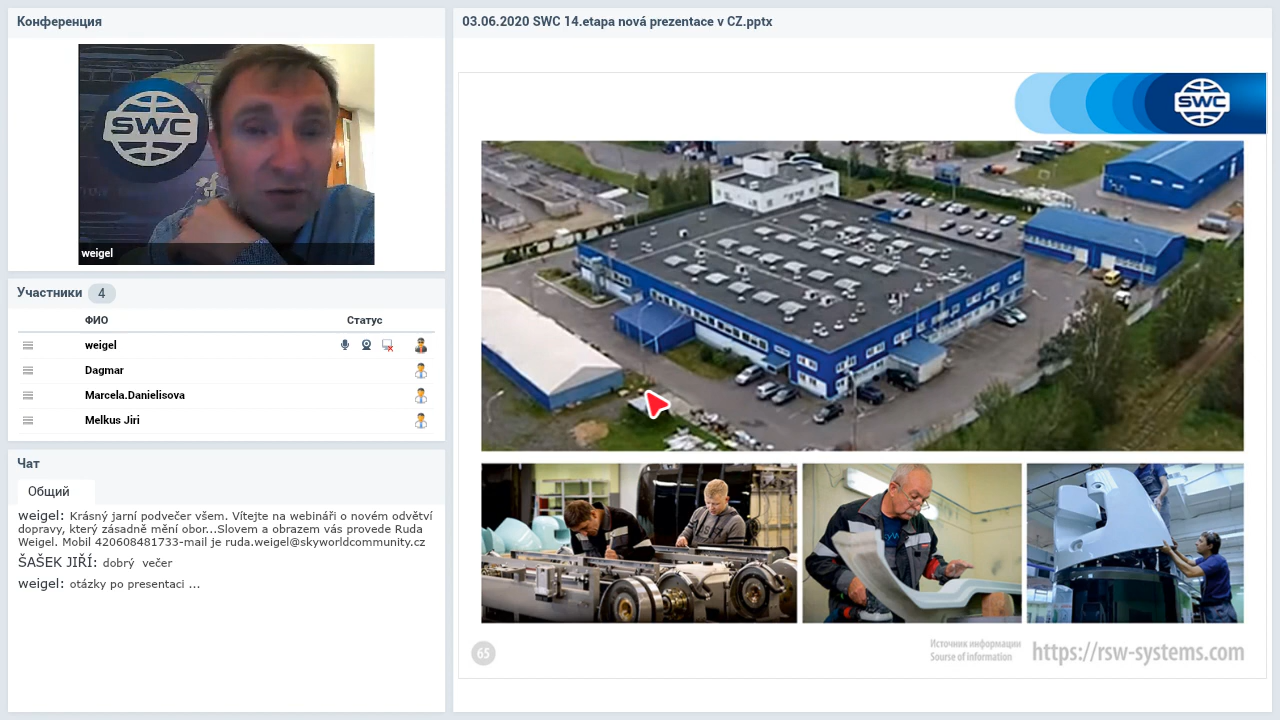 Конференция
SWC
weigel
Участники 4
ФИО Статус
weigel
Dagmar
Marcela.Danielisova
Melkus Jiri
Чат
Общий
weigel: Krásný jarní podvečer všem. Vítejte na webináři o novém odvětví
dopravy, který zásadně mění obor...Slovem a obrazem vás provede Ruda
Weigel. Mobil 420608481733-mail je ruda.weigel@skyworldcommunity.cz
ŠAŠEK JIŘÍ: dobrý večer
weigel: otázky po presentaci ...
03.06.2020 SWC 14.etapa nová prezentace v CZ.pptx
SWC
65
Источник информации
Sourse of information
https://rsw-systems.com